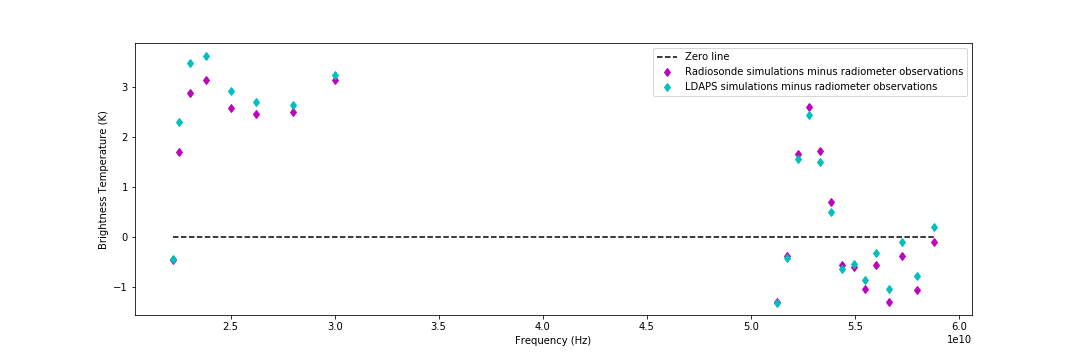 Zero line
Radiosonde simulations minus radiometer observations
LDAPS simulations minus radiometer observations
Brightness Temperature (K)
3
2
1
0
−1
2.5 3.0 3.5 4.0 4.5 5.0 5.5 6.0
1e10
Frequency (Hz)